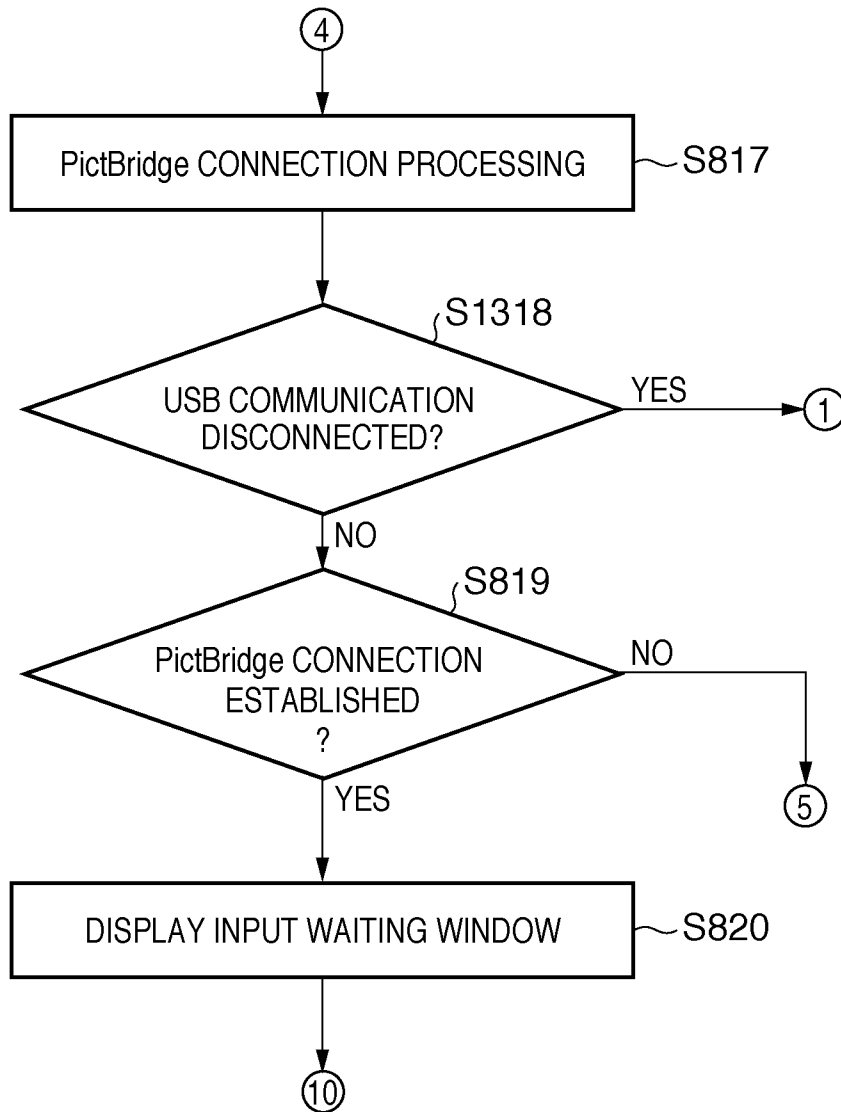 4
PictBridge CONNECTION PROCESSING
S817
S1318
USB COMMUNICATION
DISCONNECTED?
YES
1
NO
S819
PictBridge CONNECTION
ESTABLISHED
?
NO
5
YES
DISPLAY INPUT WAITING WINDOW
S820
10